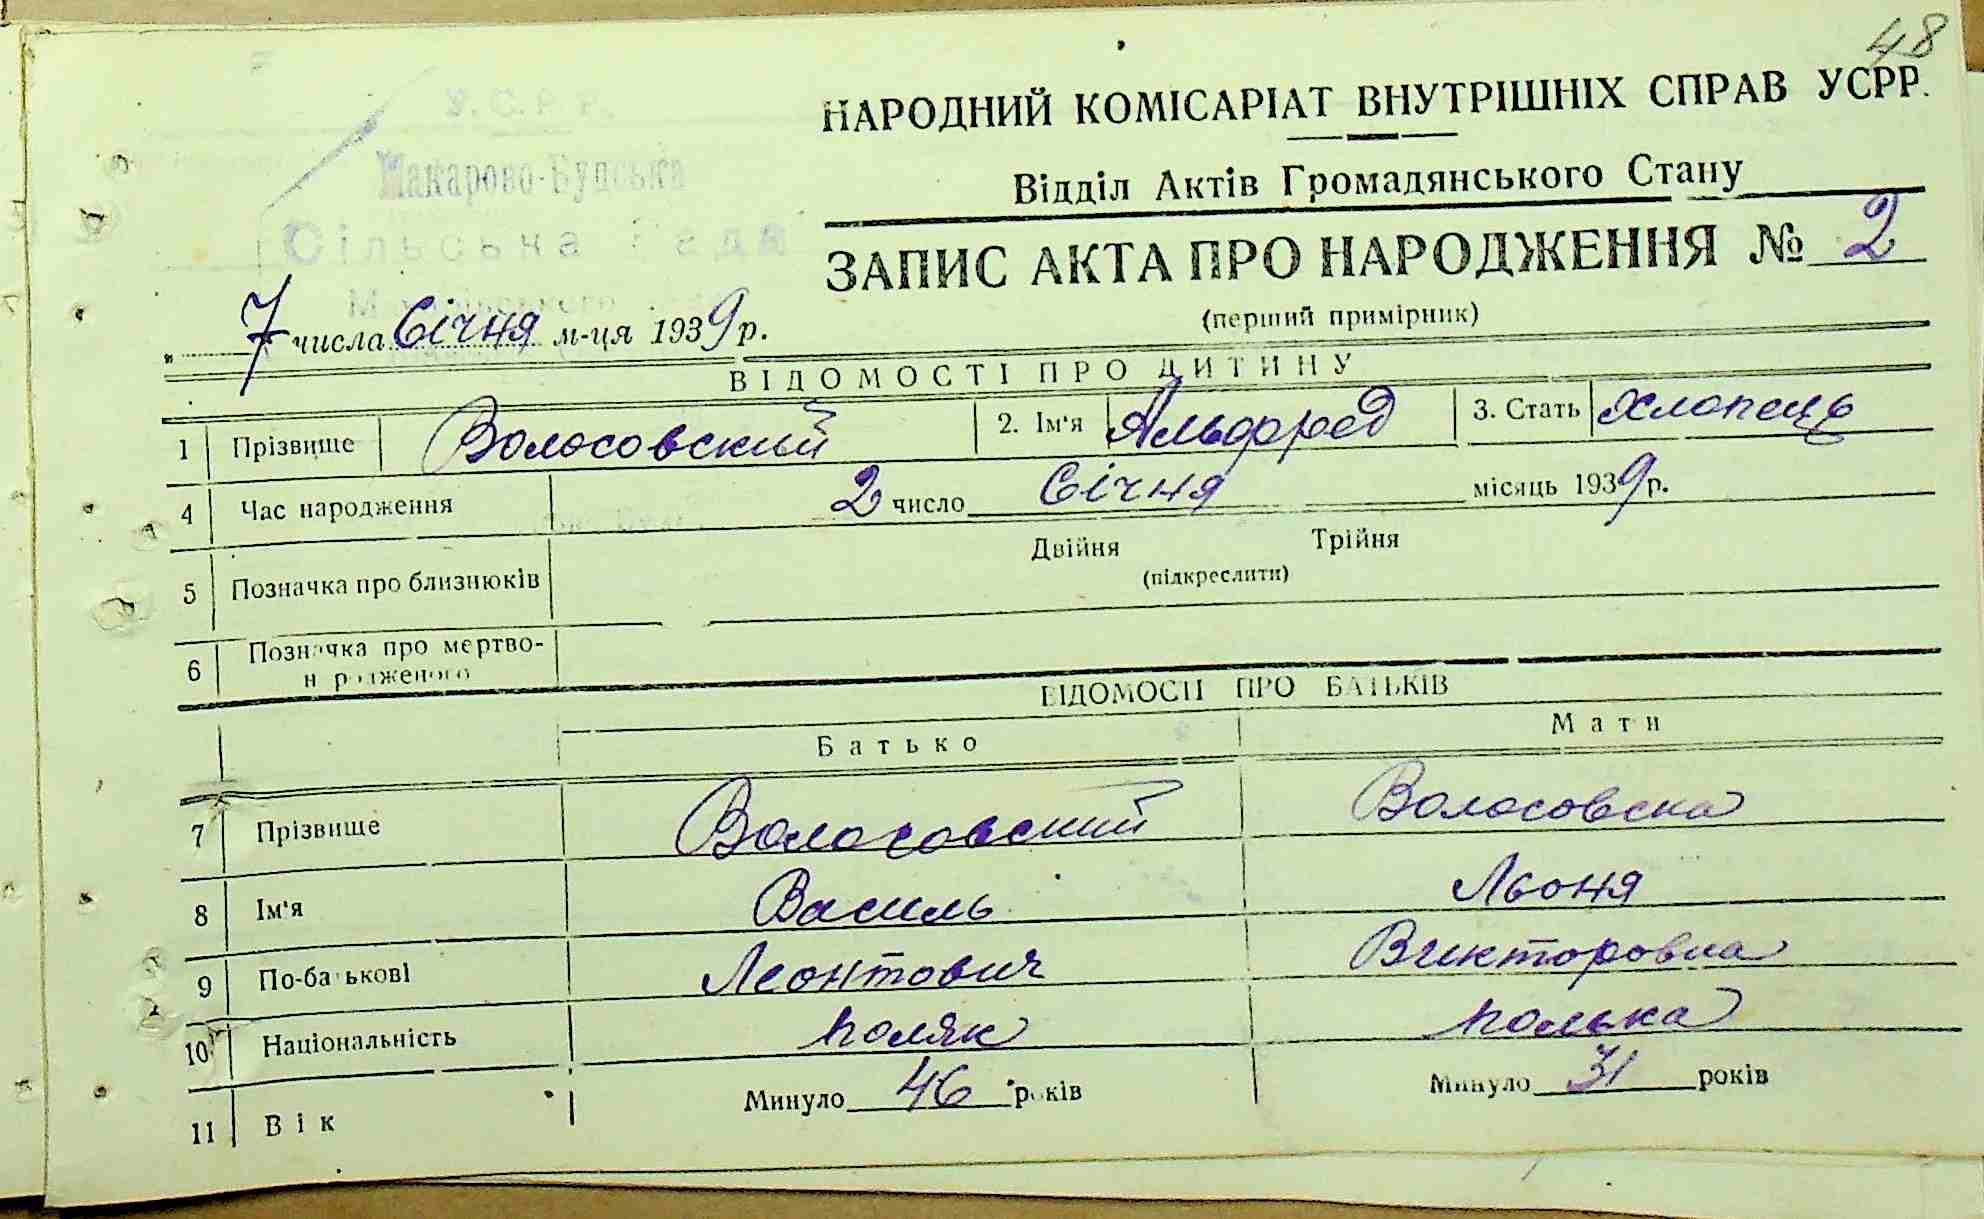 48
У.С.Р.Р.
НАРОДНИЙ КОМІСАРІАТ ВНУТРІШНІХ СПРАВ УСРР.
Макарово-Будська
Відділ Актів Громадянського Стану
Сільська Рада
ЗАПИС АКТА ПРО НАРОДЖЕННЯ № 2
(перший примірник)
„ 7 числа Січня м-ця 1939 р.
ВІДОМОСТІ ПРО ДИТИНУ
1 Прізвище Волосовский 2. Ім'я Альофред 3. Стать Хлопець
4 Час народження 2 число Січня місяць 1939 р.
5 Позначка про близнюків Двійня Трійня
(підкреслити)
6 Позначка про мертво-
н родженого
ВІДОМОСТІ ПРО БАТЬКІВ
Батько Мати
7 Прізвище Волосовский Волосовска
8 Ім'я Василь Льоня
9 По-батькові Леонтович Викторовна
10 Національність поляк полька
11 Вік Минуло 46 років Минуло 31 років